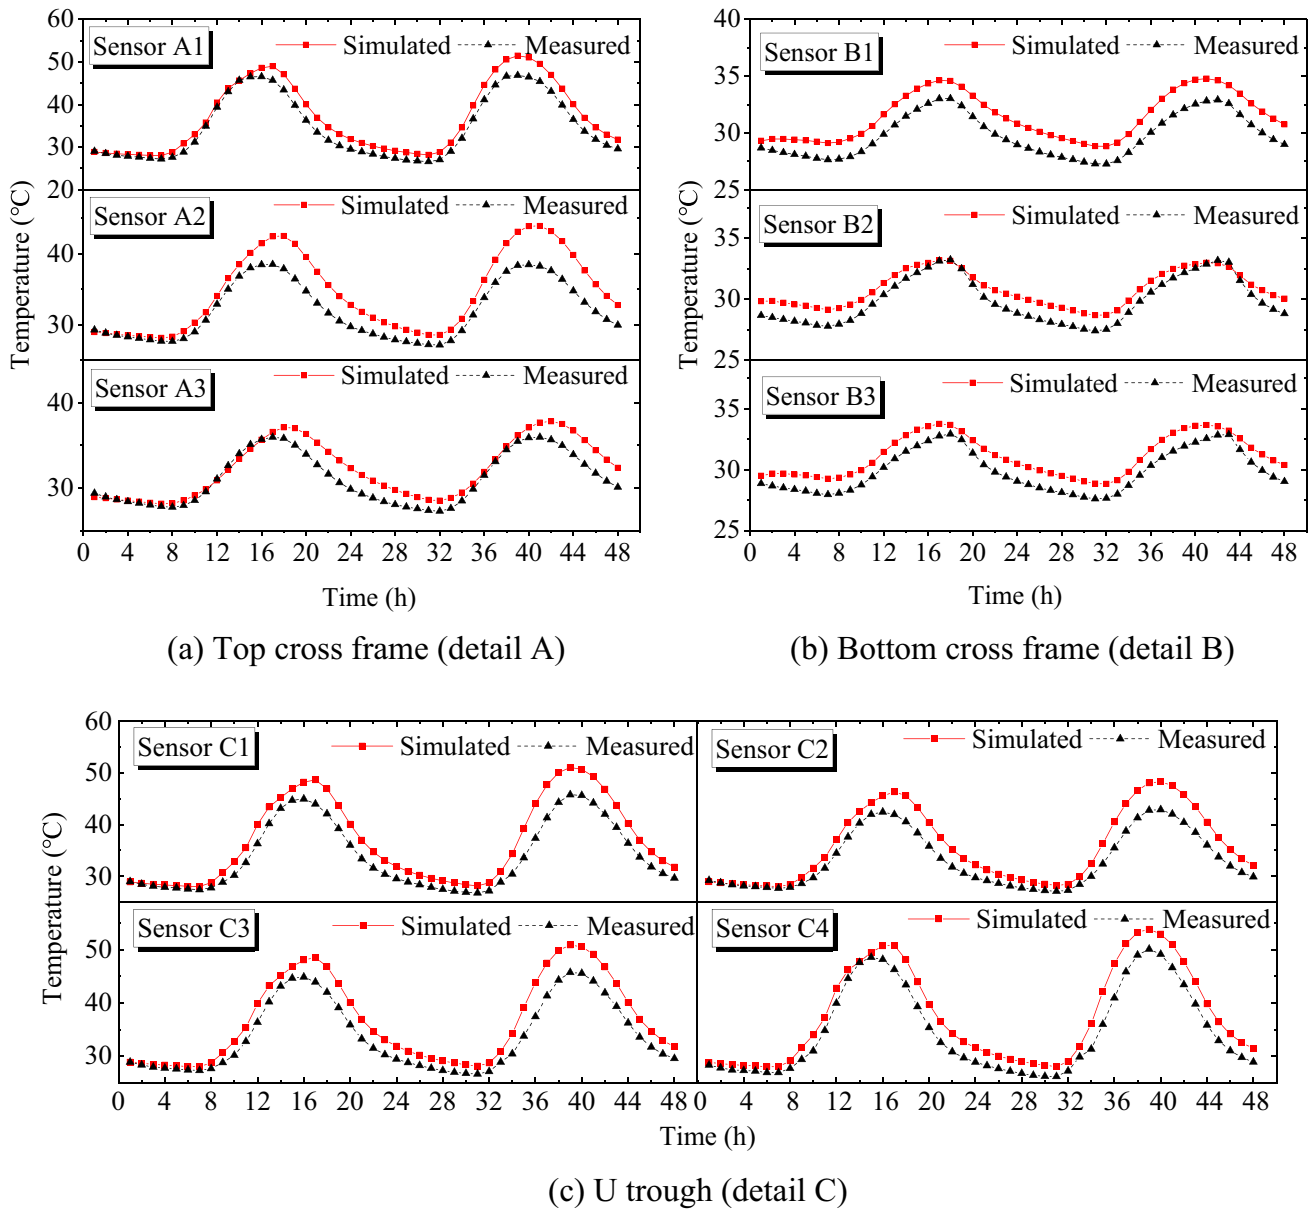 60
Sensor A1
Simulated
Measured
50
40
30
20
Sensor A2
Simulated
Measured
40
30
Sensor A3
Simulated
Measured
40
30
Temperature (°C)
0 4 8 12 16 20 24 28 32 36 40 44 48
Time (h)
(a) Top cross frame (detail A)
40
Sensor B1
Simulated
Measured
35
30
25
Sensor B2
Simulated
Measured
35
30
25
Sensor B3
Simulated
Measured
35
30
25
Temperature (°C)
0 4 8 12 16 20 24 28 32 36 40 44 48
Time (h)
(b) Bottom cross frame (detail B)
60
Sensor C1
Simulated
Measured
50
40
30
Sensor C2
Simulated
Measured
Sensor C3
Simulated
Measured
50
40
30
Sensor C4
Simulated
Measured
Temperature (°C)
0 4 8 12 16 20 24 28 32 36 40 44 48
4 8 12 16 20 24 28 32 36 40 44 48
Time (h)
(c) U trough (detail C)